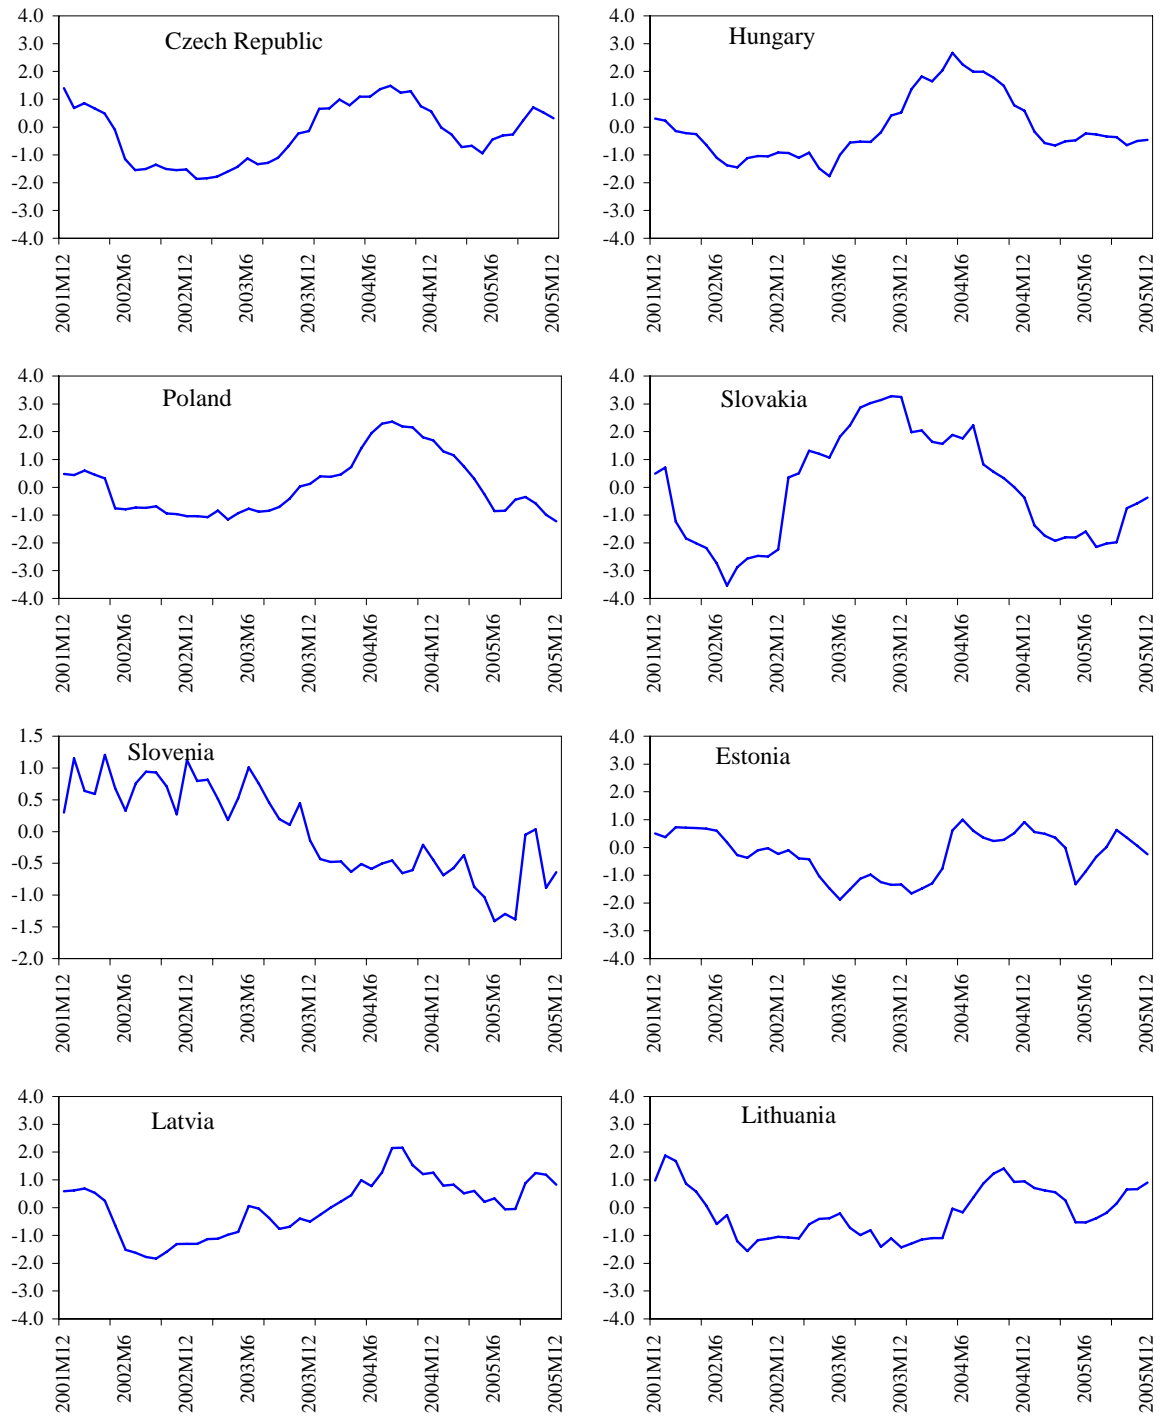 Czech Republic
4.0
3.0
2.0
1.0
0.0
-1.0
-2.0
-3.0
-4.0
2001M12
2002M6
2002M12
2003M6
2003M12
2004M6
2004M12
2005M6
2005M12
Hungary
4.0
3.0
2.0
1.0
0.0
-1.0
-2.0
-3.0
-4.0
2001M12
2002M6
2002M12
2003M6
2003M12
2004M6
2004M12
2005M6
2005M12
Poland
4.0
3.0
2.0
1.0
0.0
-1.0
-2.0
-3.0
-4.0
2001M12
2002M6
2002M12
2003M6
2003M12
2004M6
2004M12
2005M6
2005M12
Slovakia
4.0
3.0
2.0
1.0
0.0
-1.0
-2.0
-3.0
-4.0
2001M12
2002M6
2002M12
2003M6
2003M12
2004M6
2004M12
2005M6
2005M12
Slovenia
1.5
1.0
0.5
0.0
-0.5
-1.0
-1.5
-2.0
2001M12
2002M6
2002M12
2003M6
2003M12
2004M6
2004M12
2005M6
2005M12
Estonia
4.0
3.0
2.0
1.0
0.0
-1.0
-2.0
-3.0
-4.0
2001M12
2002M6
2002M12
2003M6
2003M12
2004M6
2004M12
2005M6
2005M12
Latvia
4.0
3.0
2.0
1.0
0.0
-1.0
-2.0
-3.0
-4.0
2001M12
2002M6
2002M12
2003M6
2003M12
2004M6
2004M12
2005M6
2005M12
Lithuania
4.0
3.0
2.0
1.0
0.0
-1.0
-2.0
-3.0
-4.0
2001M12
2002M6
2002M12
2003M6
2003M12
2004M6
2004M12
2005M6
2005M12